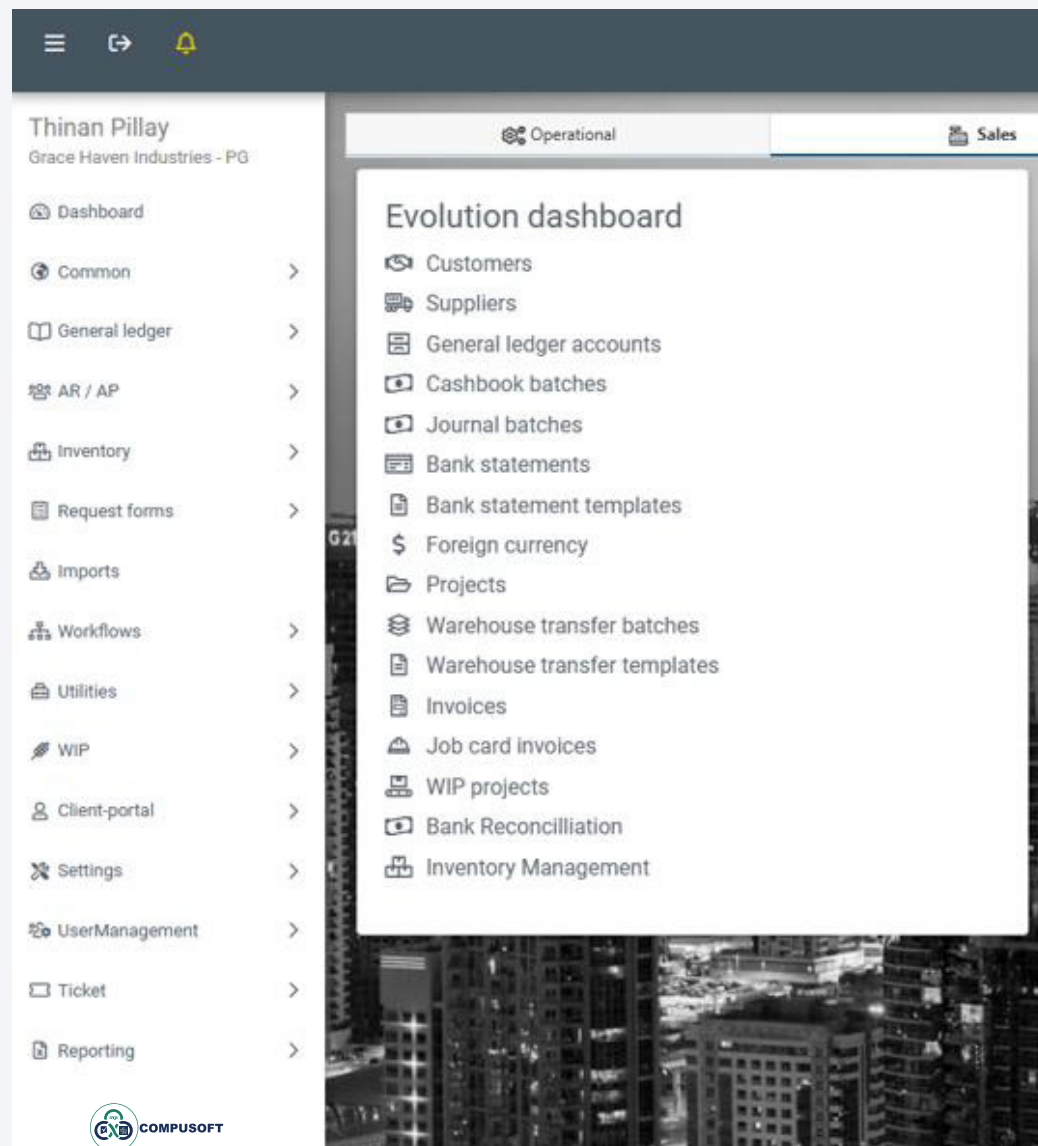 Thinan Pillay
Grace Haven Industries - PG
Dashboard
Common
General ledger
AR / AP
Inventory
Request forms
Imports
Workflows
Utilities
WIP
Client-portal
Settings
UserManagement
Ticket
Reporting
COMPUSOFT
Operational
Sales
Evolution dashboard
Customers
Suppliers
General ledger accounts
Cashbook batches
Journal batches
Bank statements
Bank statement templates
$ Foreign currency
Projects
Warehouse transfer batches
Warehouse transfer templates
Invoices
Job card invoices
WIP projects
Bank Reconcilliation
Inventory Management
G21